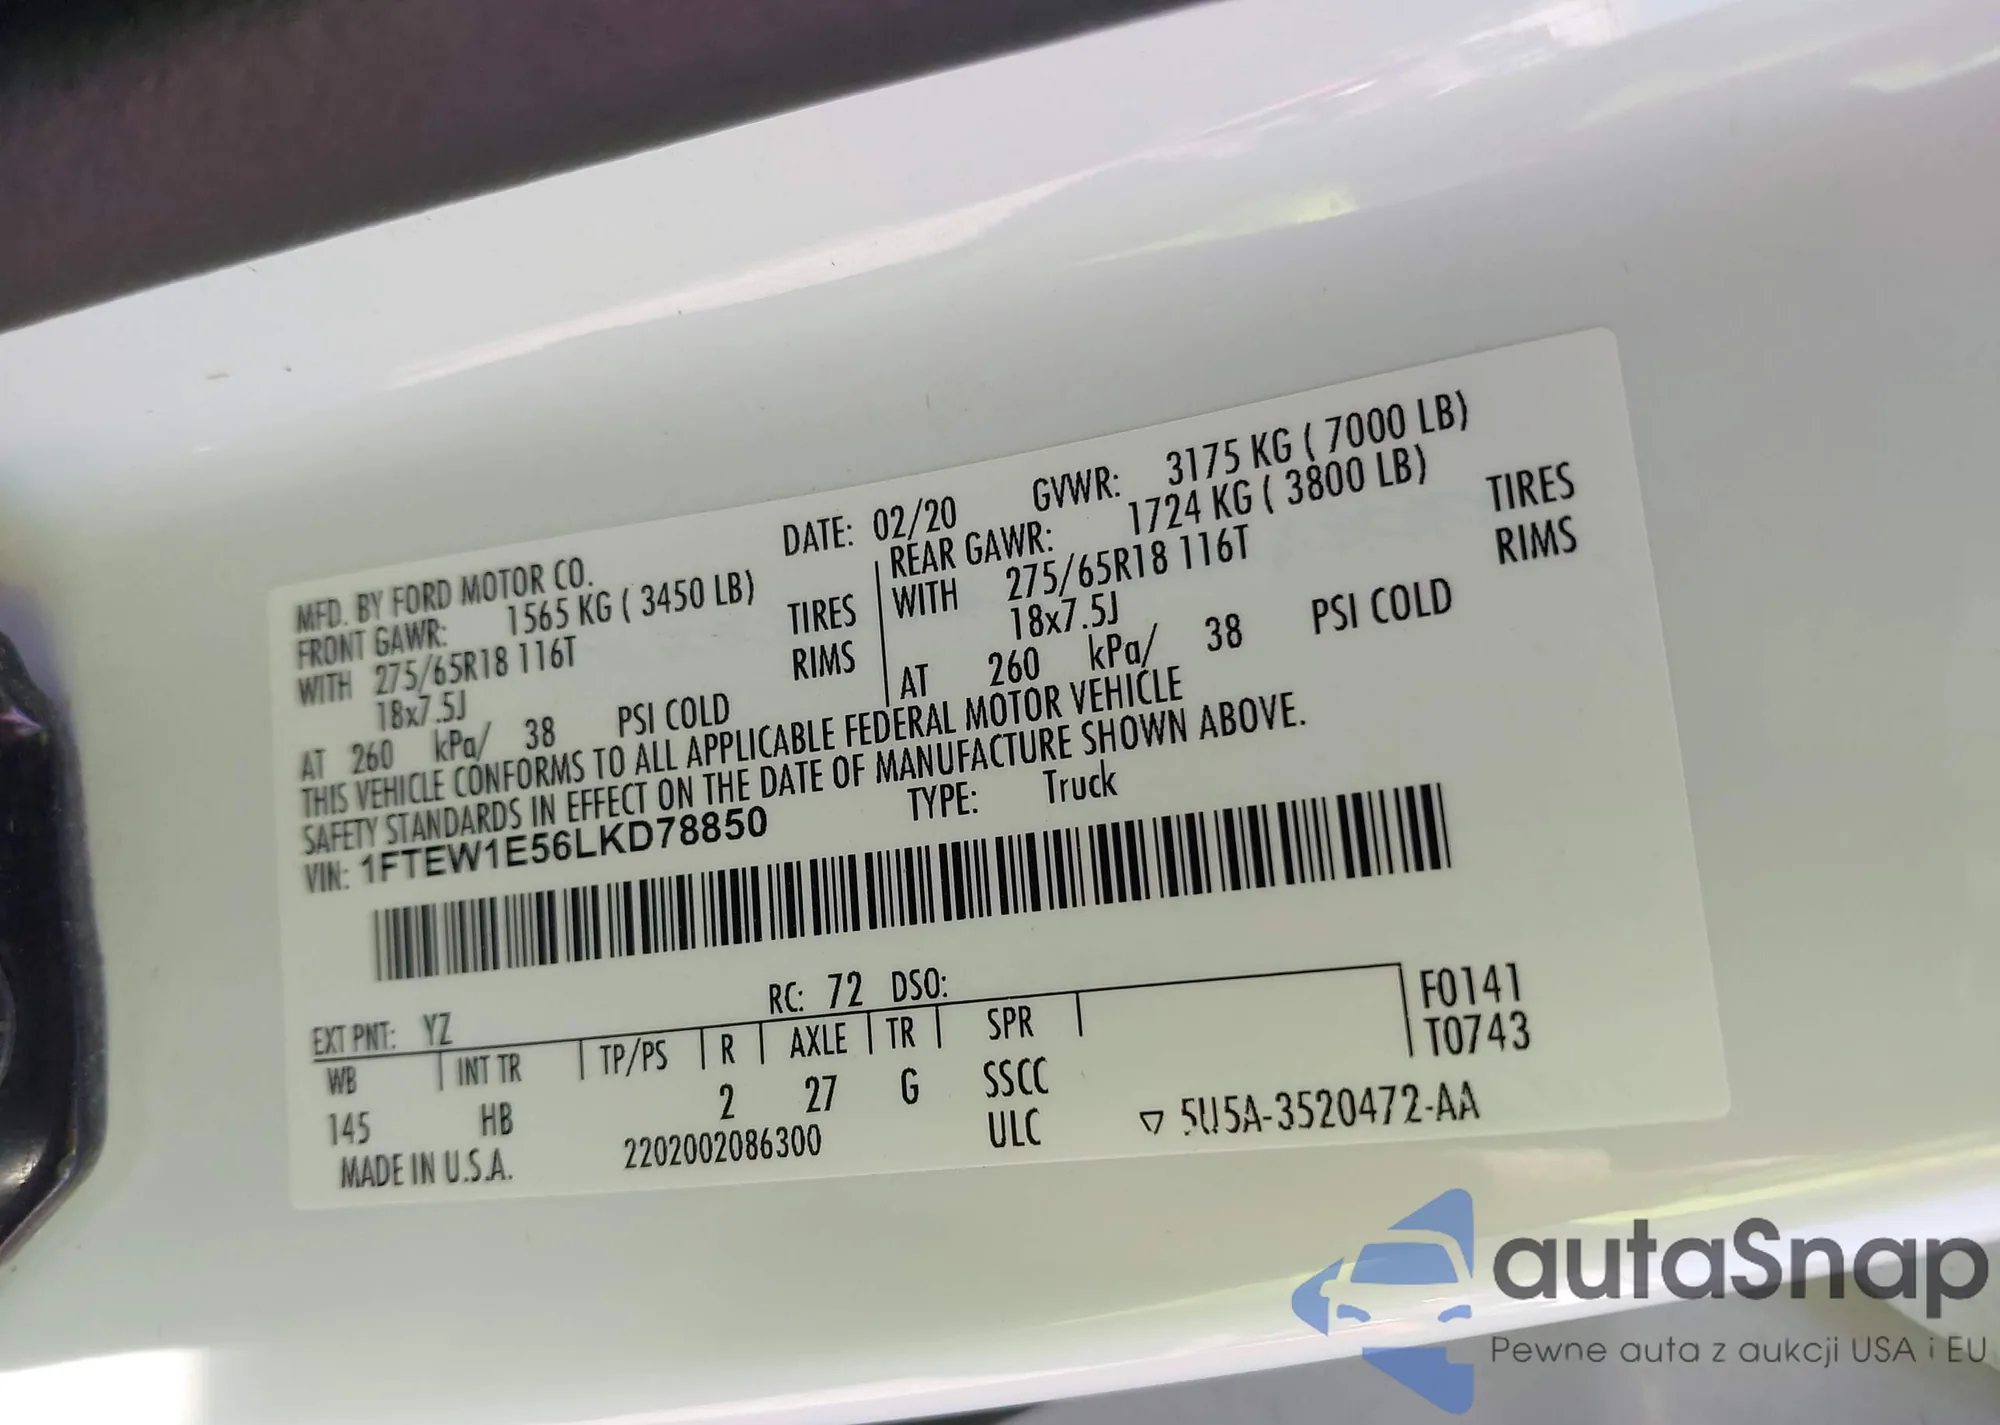 MFD. BY FORD MOTOR CO. DATE: 02/20 GVWR: 3175 KG ( 7000 LB)
FRONT GAWR: 1565 KG ( 3450 LB) REAR GAWR: 1724 KG ( 3800 LB)
WITH 275/65R18 116T TIRES WITH 275/65R18 116T TIRES
18x7.5J RIMS 18x7.5J RIMS
AT 260 kPa/ 38 PSI COLD AT 260 kPa/ 38 PSI COLD
THIS VEHICLE CONFORMS TO ALL APPLICABLE FEDERAL MOTOR VEHICLE
SAFETY STANDARDS IN EFFECT ON THE DATE OF MANUFACTURE SHOWN ABOVE.
VIN: 1FTEW1E56LKD78850 TYPE: Truck
EXT PNT: YZ RC: 72 DSO: F0141
WB INT TR TP/PS R AXLE TR SPR T0743
145 HB 2 27 G SSCC
MADE IN U.S.A. 2202002086300 ULC ▽ 5U5A-3520472-AA
autaSnap
Pewne auta z aukcji USA i EU